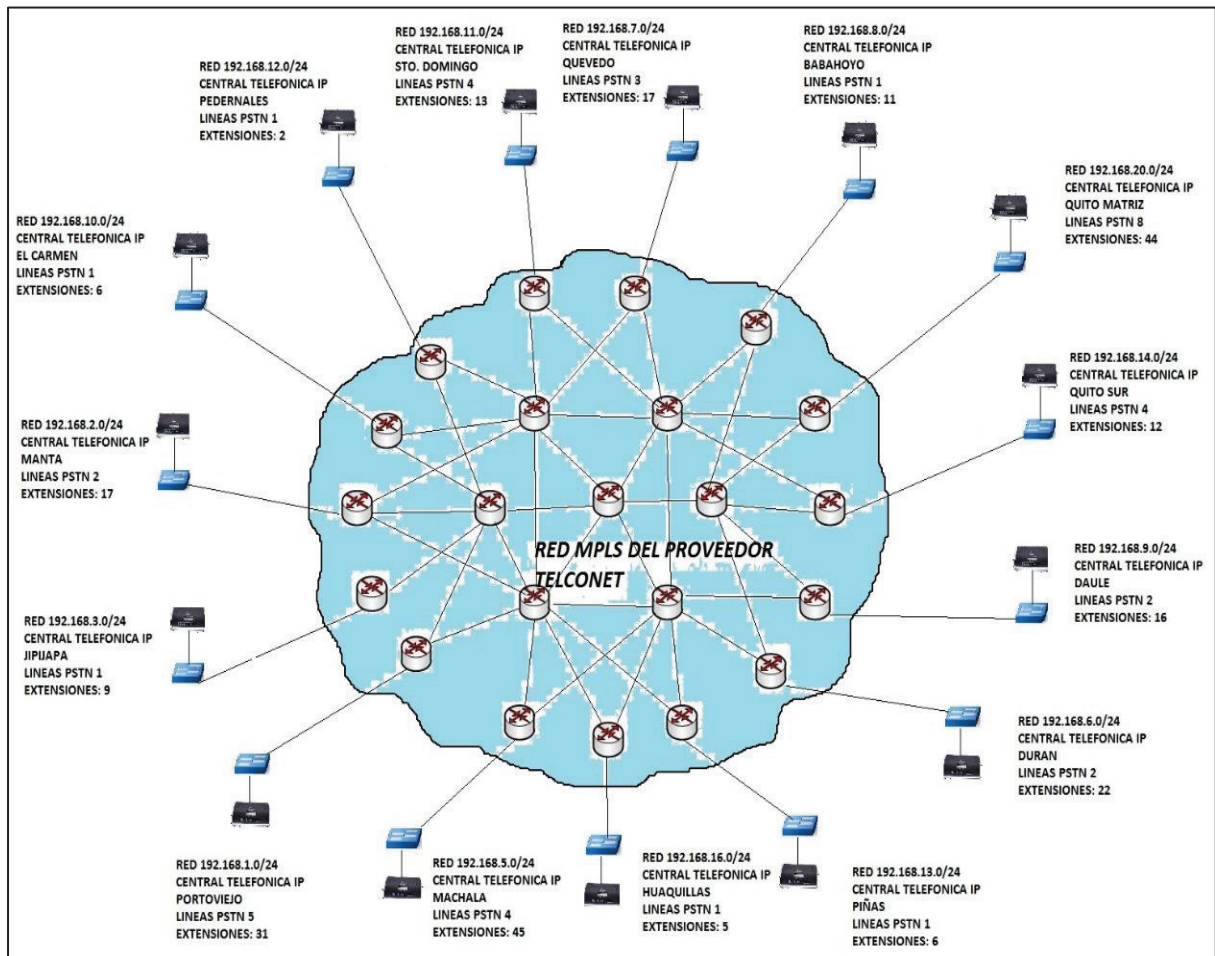 RED 192.168.11.0/24
CENTRAL TELEFONICA IP
STO. DOMINGO
LINEAS PSTN 4
EXTENSIONES: 13
RED 192.168.7.0/24
CENTRAL TELEFONICA IP
QUEVEDO
LINEAS PSTN 3
EXTENSIONES: 17
RED 192.168.8.0/24
CENTRAL TELEFONICA IP
BABAHOYO
LINEAS PSTN 1
EXTENSIONES: 11
RED 192.168.12.0/24
CENTRAL TELEFONICA IP
PEDERNALES
LINEAS PSTN 1
EXTENSIONES: 2
RED 192.168.20.0/24
CENTRAL TELEFONICA IP
QUITO MATRIZ
LINEAS PSTN 8
EXTENSIONES: 44
RED 192.168.10.0/24
CENTRAL TELEFONICA IP
EL CARMEN
LINEAS PSTN 1
EXTENSIONES: 6
RED 192.168.14.0/24
CENTRAL TELEFONICA IP
QUITO SUR
LINEAS PSTN 4
EXTENSIONES: 12
RED 192.168.2.0/24
CENTRAL TELEFONICA IP
MANTA
LINEAS PSTN 2
EXTENSIONES: 17
RED MPLS DEL PROVEEDOR
TELCONET
RED 192.168.9.0/24
CENTRAL TELEFONICA IP
DAULE
LINEAS PSTN 2
EXTENSIONES: 16
RED 192.168.3.0/24
CENTRAL TELEFONICA IP
JIPIJAPA
LINEAS PSTN 1
EXTENSIONES: 9
RED 192.168.6.0/24
CENTRAL TELEFONICA IP
DURAN
LINEAS PSTN 2
EXTENSIONES: 22
RED 192.168.1.0/24
CENTRAL TELEFONICA IP
PORTOVIEJO
LINEAS PSTN 5
EXTENSIONES: 31
RED 192.168.5.0/24
CENTRAL TELEFONICA IP
MACHALA
LINEAS PSTN 4
EXTENSIONES: 45
RED 192.168.16.0/24
CENTRAL TELEFONICA IP
HUAQUILLAS
LINEAS PSTN 1
EXTENSIONES: 5
RED 192.168.13.0/24
CENTRAL TELEFONICA IP
PIÑAS
LINEAS PSTN 1
EXTENSIONES: 6